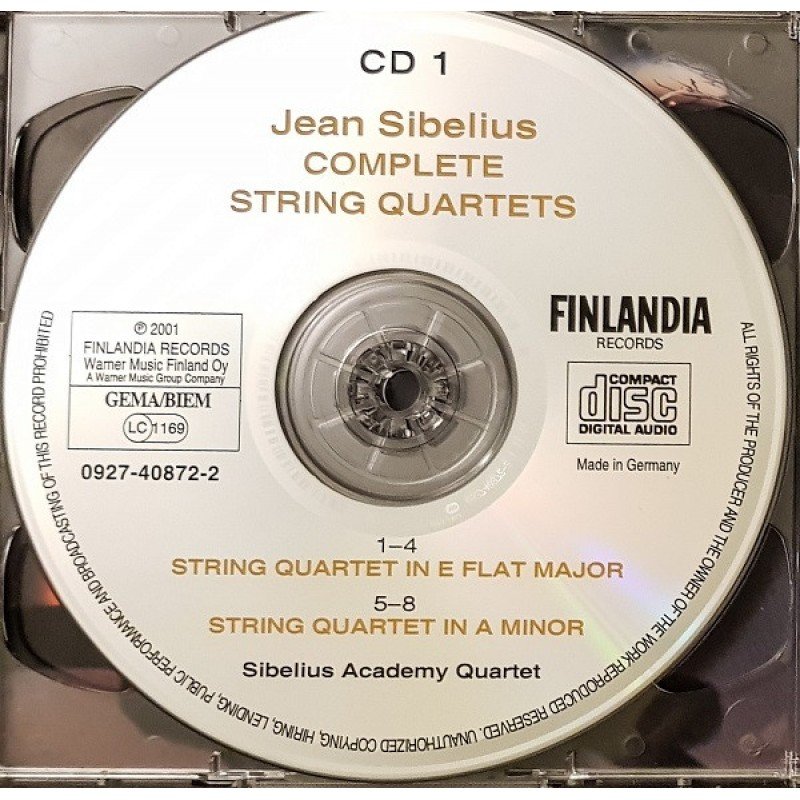 CD 1
Jean Sibelius
COMPLETE
STRING QUARTETS
℗ 2001
FINLANDIA RECORDS
Warner Music Finland Oy
A Warner Music Group Company
GEMA/BIEM
LC 1169
0927-40872-2
FINLANDIA
RECORDS
COMPACT
disc
DIGITAL AUDIO
Made in Germany
1–4
STRING QUARTET IN E FLAT MAJOR
5–8
STRING QUARTET IN A MINOR
Sibelius Academy Quartet
ALL RIGHTS OF THE PRODUCER AND THE OWNER OF THE WORK REPRODUCED RESERVED. UNAUTHORIZED COPYING, HIRING, LENDING, PUBLIC PERFORMANCE AND BROADCASTING OF THIS RECORD PROHIBITED